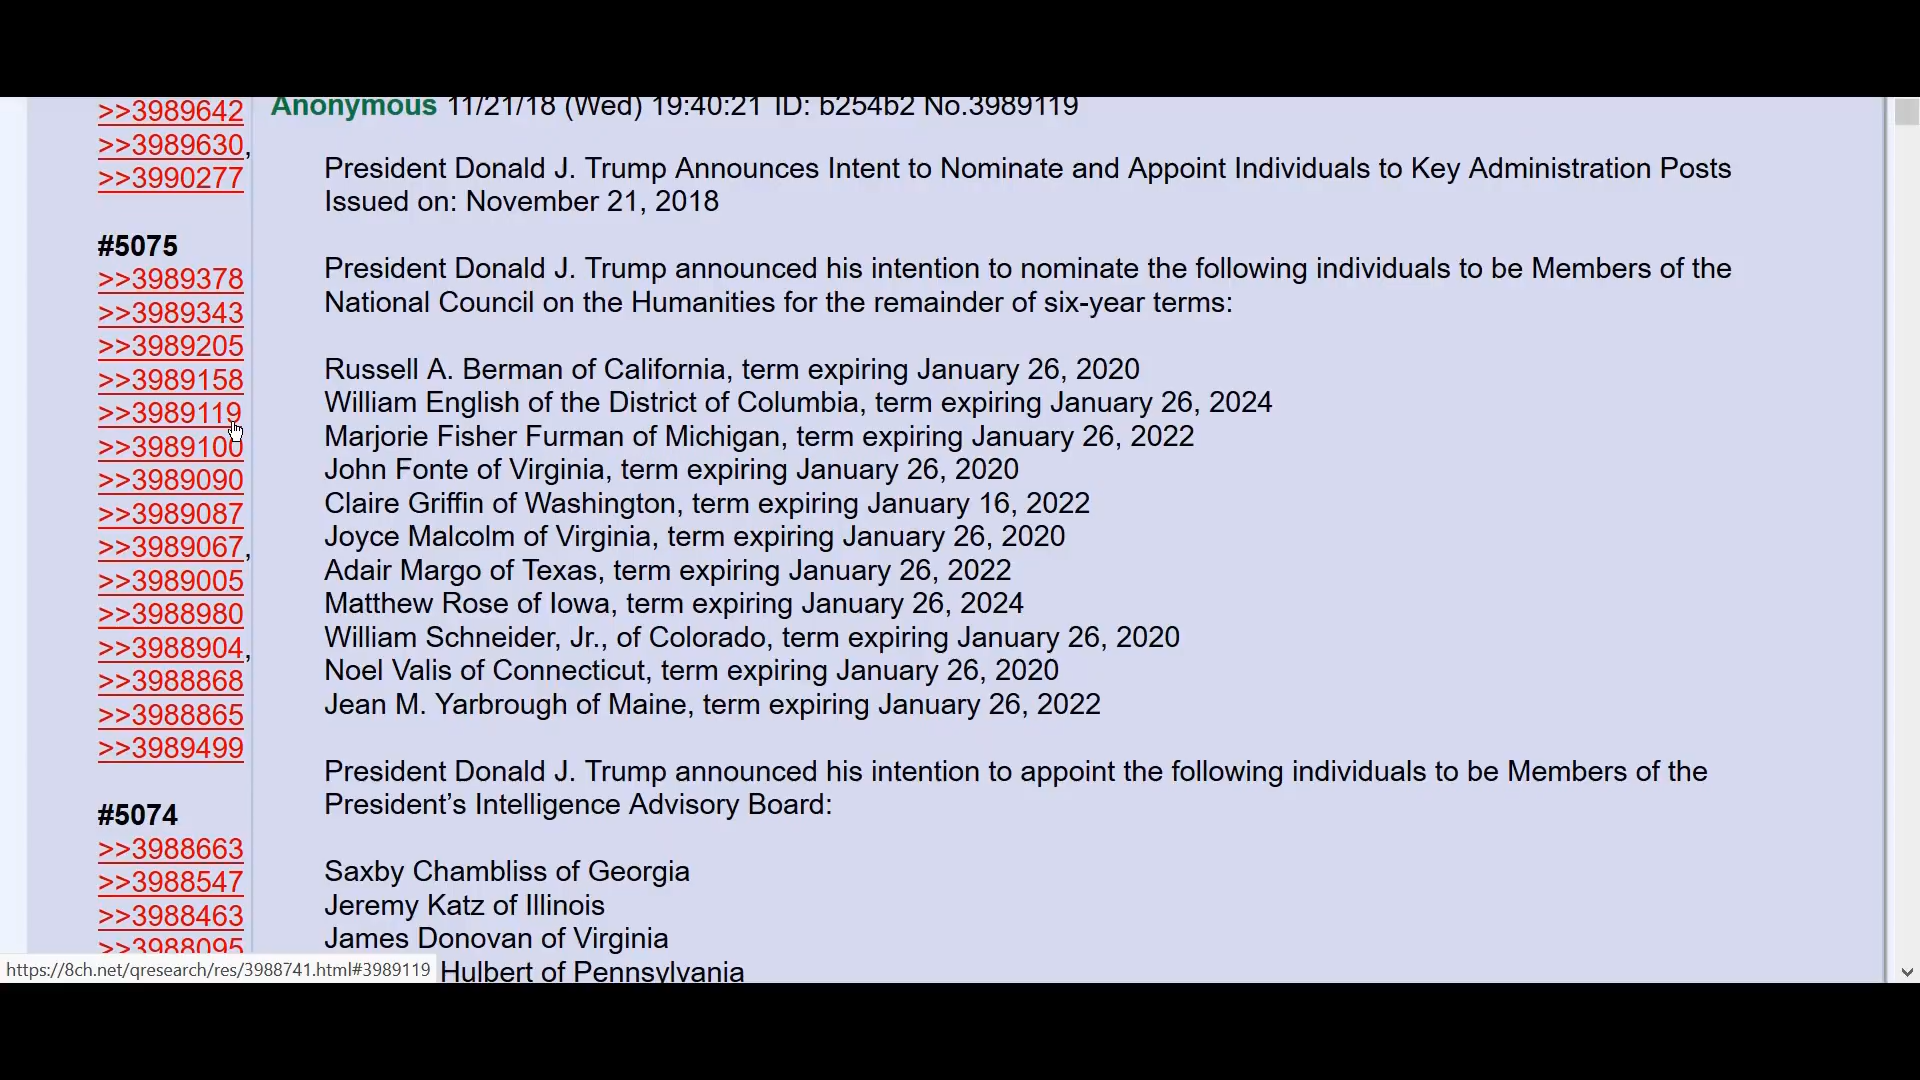 >>3989642
>>3989630,
>>3990277
#5075
>>3989378
>>3989343
>>3989205
>>3989158
>>3989119
>>3989100
>>3989090
>>3989087
>>3989067,
>>3989005
>>3988980
>>3988904,
>>3988868
>>3988865
>>3989499
#5074
>>3988663
>>3988547
>>3988463
>>3988095
Anonymous 11/21/18 (Wed) 19:40:21 ID: b254b2 No.3989119
President Donald J. Trump Announces Intent to Nominate and Appoint Individuals to Key Administration Posts
Issued on: November 21, 2018
President Donald J. Trump announced his intention to nominate the following individuals to be Members of the
National Council on the Humanities for the remainder of six-year terms:
Russell A. Berman of California, term expiring January 26, 2020
William English of the District of Columbia, term expiring January 26, 2024
Marjorie Fisher Furman of Michigan, term expiring January 26, 2022
John Fonte of Virginia, term expiring January 26, 2020
Claire Griffin of Washington, term expiring January 16, 2022
Joyce Malcolm of Virginia, term expiring January 26, 2020
Adair Margo of Texas, term expiring January 26, 2022
Matthew Rose of Iowa, term expiring January 26, 2024
William Schneider, Jr., of Colorado, term expiring January 26, 2020
Noel Valis of Connecticut, term expiring January 26, 2020
Jean M. Yarbrough of Maine, term expiring January 26, 2022
President Donald J. Trump announced his intention to appoint the following individuals to be Members of the
President’s Intelligence Advisory Board:
Saxby Chambliss of Georgia
Jeremy Katz of Illinois
James Donovan of Virginia
Hulbert of Pennsylvania
https://8ch.net/qresearch/res/3988741.html#3989119